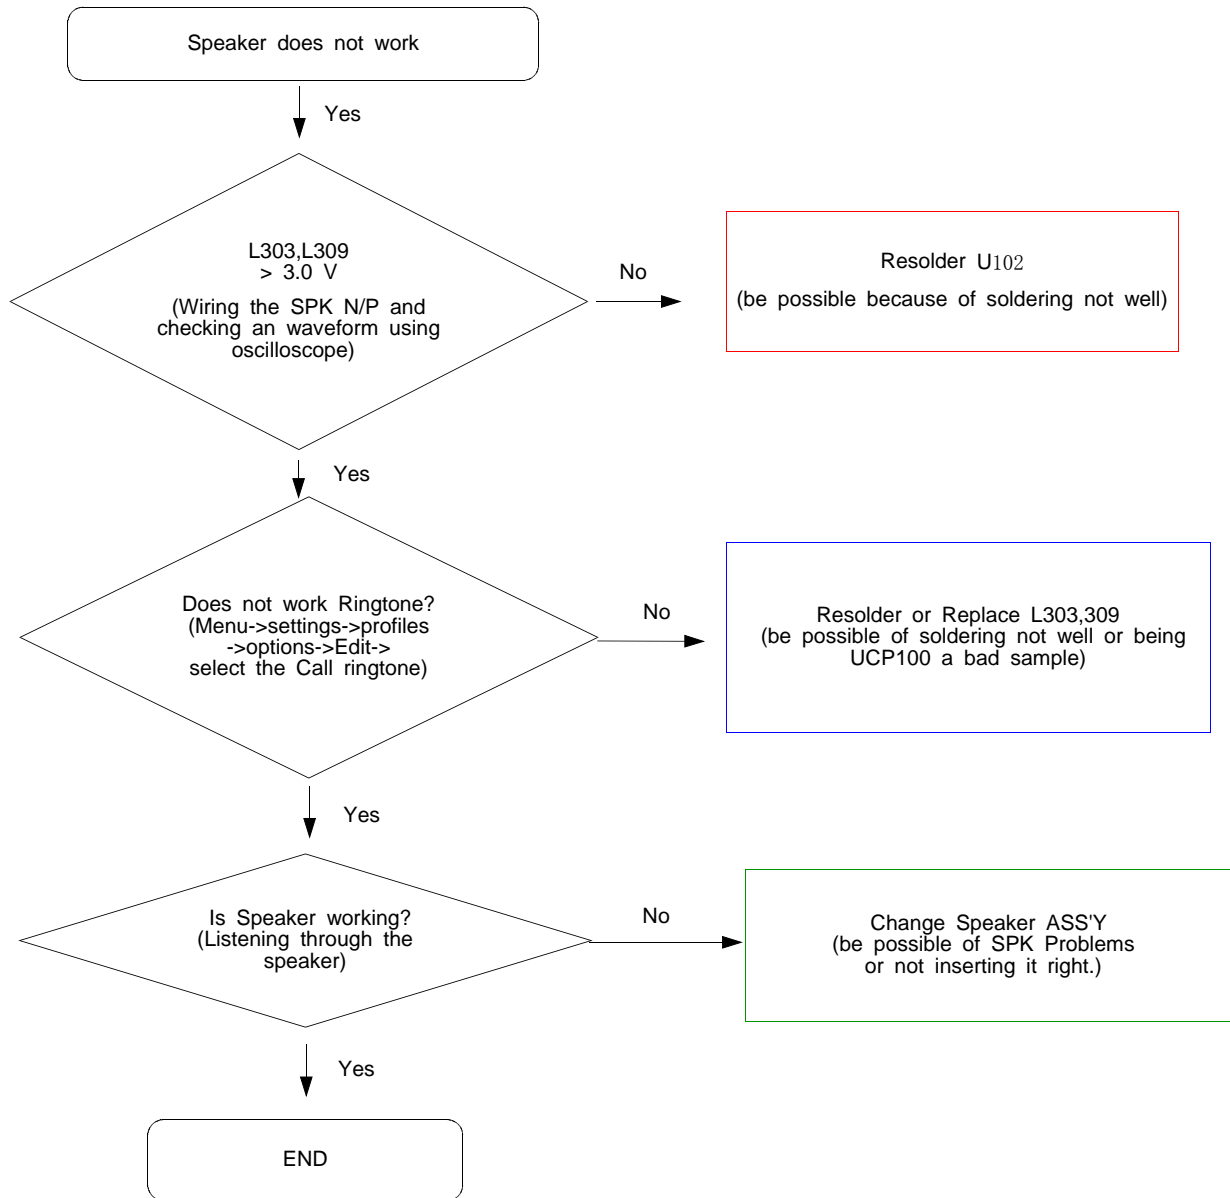 Speaker does not work
Yes
L303,L309
> 3.0 V
(Wiring the SPK N/P and
checking an waveform using
oscilloscope)
No
Resolder U102
(be possible because of soldering not well)
Yes
Does not work Ringtone?
(Menu->settings->profiles
->options->Edit->
select the Call ringtone)
No
Resolder or Replace L303,309
(be possible of soldering not well or being
UCP100 a bad sample)
Yes
Is Speaker working?
(Listening through the
speaker)
No
Change Speaker ASS'Y
(be possible of SPK Problems
or not inserting it right.)
Yes
END